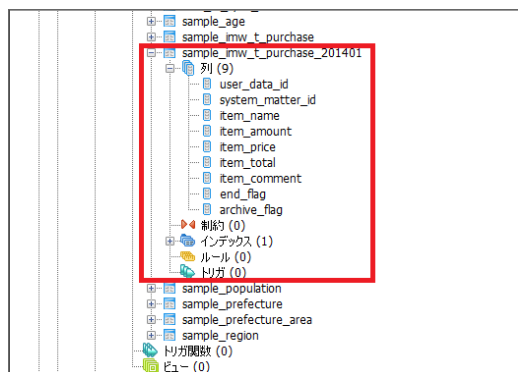 sample_age
sample_imw_t_purchase
sample_imw_t_purchase_201401
列 (9)
user_data_id
system_matter_id
item_name
item_amount
item_price
item_total
item_comment
end_flag
archive_flag
制約 (0)
インデックス (1)
ルール (0)
トリガ (0)
sample_population
sample_prefecture
sample_prefecture_area
sample_region
トリガ関数 (0)
ビュー (0)